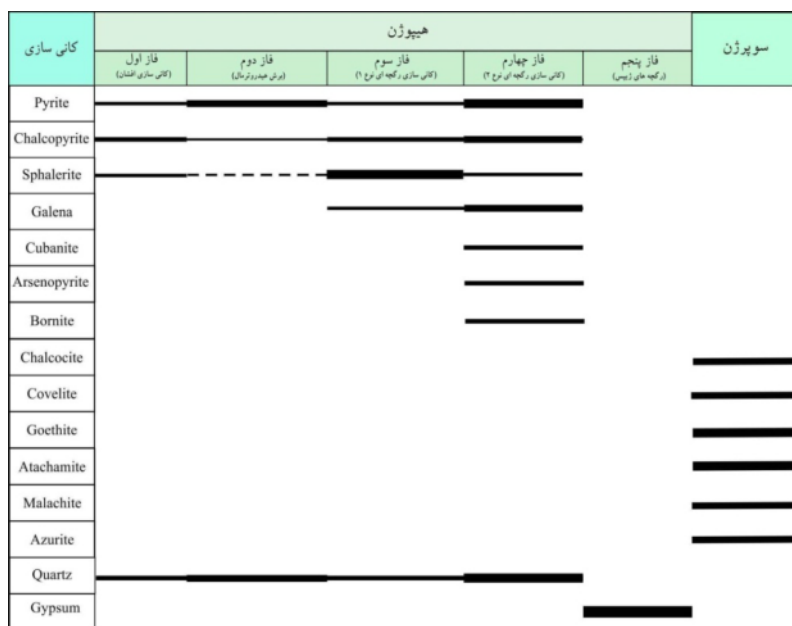 هیپوژن
سوپرژن
کانی سازی
فاز اول
(کانی سازی افشان)
فاز دوم
(برش هیدروترمال)
فاز سوم
(کانی سازی رگچه ای نوع ۱)
فاز چهارم
(کانی سازی رگچه ای نوع ۲)
فاز پنجم
(رگچه های ژیپس)
Pyrite
Chalcopyrite
Sphalerite
Galena
Cubanite
Arsenopyrite
Bornite
Chalcocite
Covelite
Goethite
Atachamite
Malachite
Azurite
Quartz
Gypsum